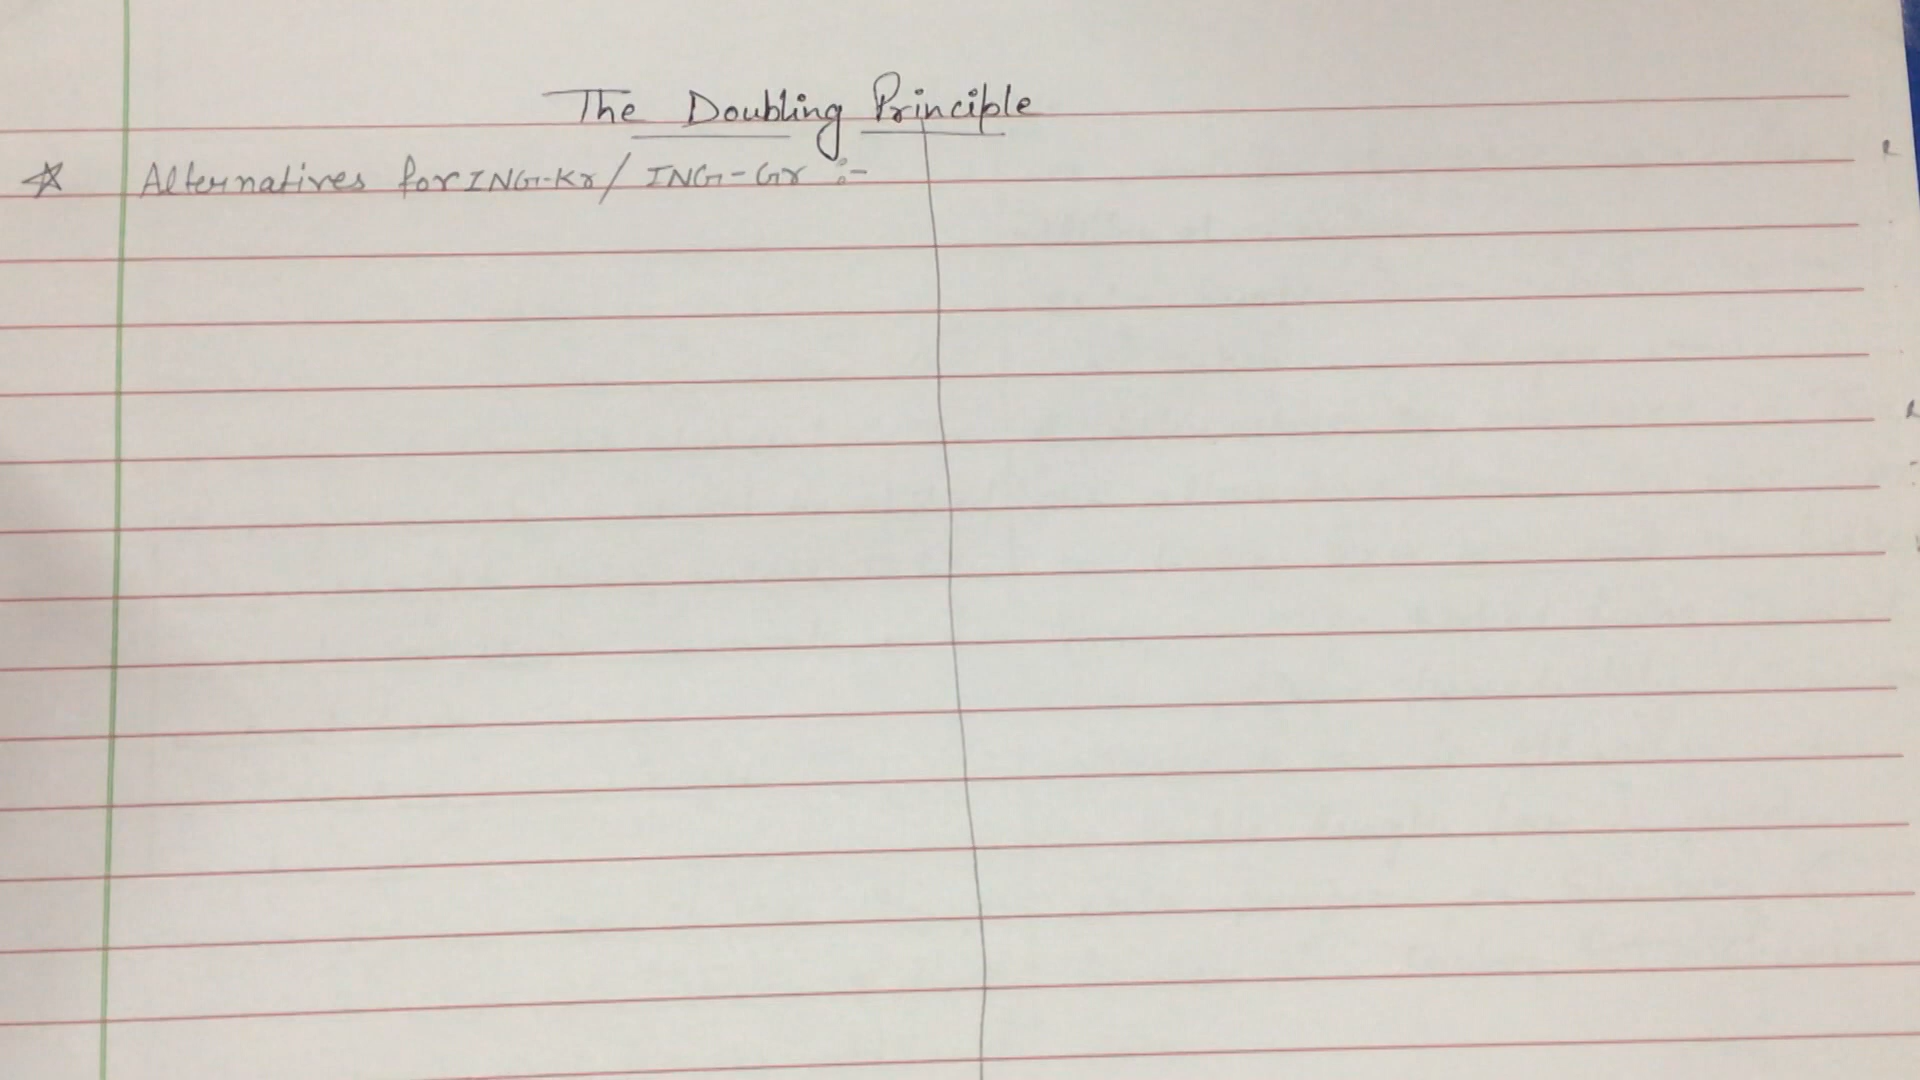 The Doubling Principle
☆ Alternatives for ING-Kr/ ING-Gr :-